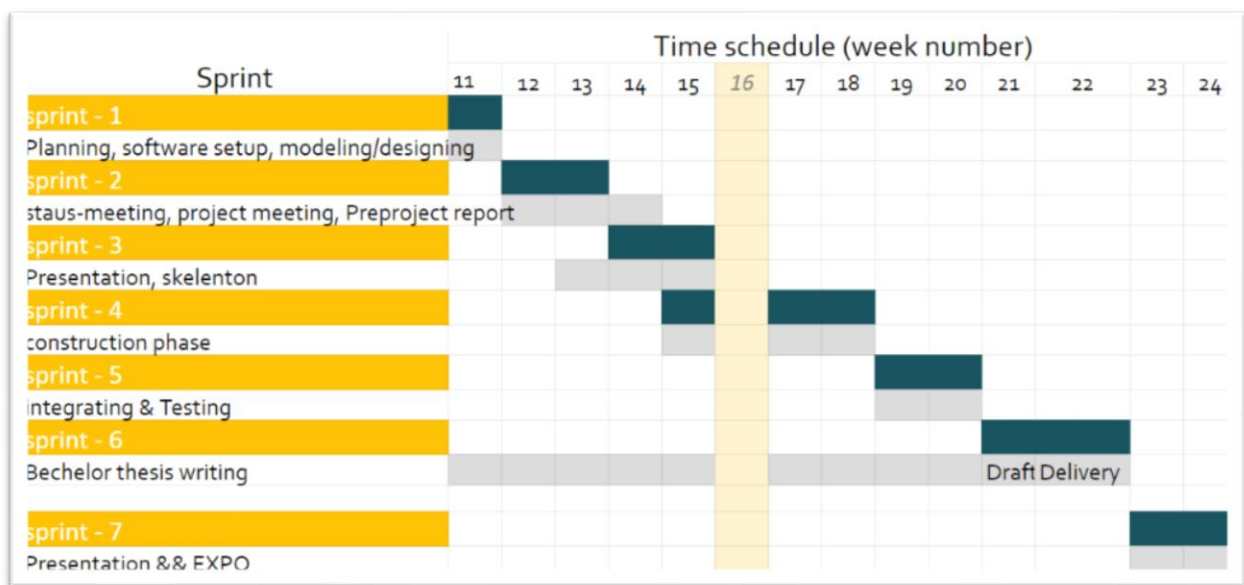 Time schedule (week number)
Sprint 11 12 13 14 15 16 17 18 19 20 21 22 23 24
sprint - 1
Planning, software setup, modeling/designing
sprint - 2
staus-meeting, project meeting, Preproject report
sprint - 3
Presentation, skelenton
sprint - 4
construction phase
sprint - 5
integrating & Testing
sprint - 6
Bechelor thesis writing Draft Delivery
sprint - 7
Presentation && EXPO